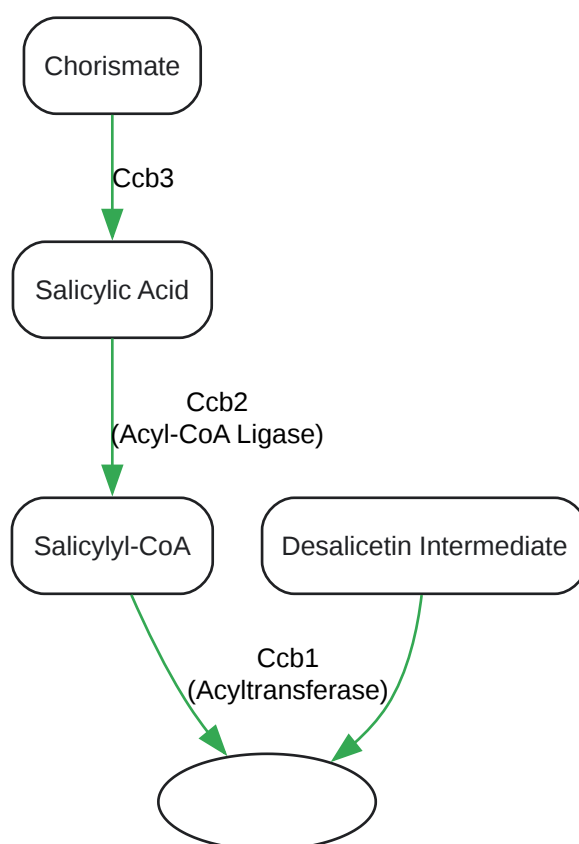 Chorismate
Ccb3
Salicylic Acid
Ccb2
(Acyl-CoA Ligase)
Salicylyl-CoA
Desalicetin Intermediate
Ccb1
(Acyltransferase)